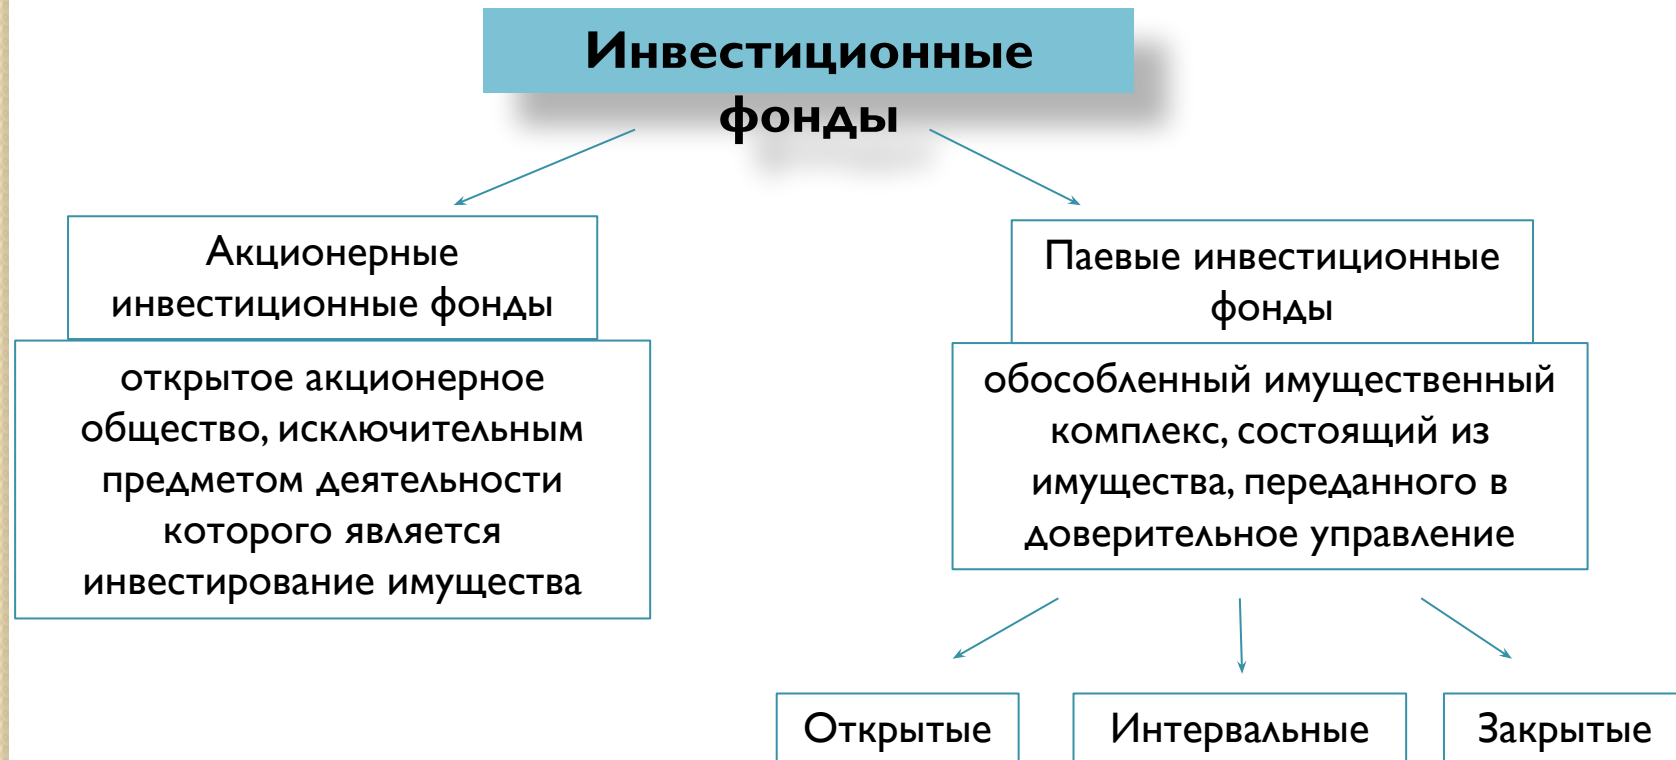 Инвестиционные
фонды
Акционерные
инвестиционные фонды
открытое акционерное
общество, исключительным
предметом деятельности
которого является
инвестирование имущества
Паевые инвестиционные
фонды
обособленный имущественный
комплекс, состоящий из
имущества, переданного в
доверительное управление
Открытые
Интервальные
Закрытые